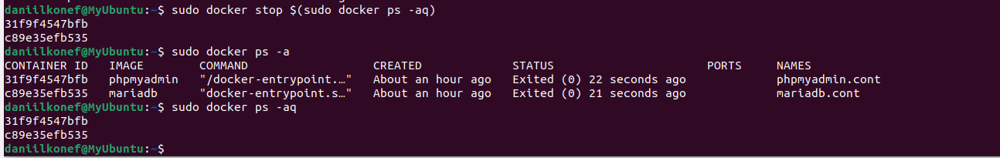 daniilkonef@MyUbuntu:~$ sudo docker stop $(sudo docker ps -aq)
31f9f4547bfb
c89e35efb535
daniilkonef@MyUbuntu:~$ sudo docker ps -a
CONTAINER ID   IMAGE        COMMAND                  CREATED             STATUS                      PORTS     NAMES
31f9f4547bfb   phpmyadmin   "/docker-entrypoint.…"   About an hour ago   Exited (0) 22 seconds ago             phpmyadmin.cont
c89e35efb535   mariadb      "docker-entrypoint.s…"   About an hour ago   Exited (0) 21 seconds ago             mariadb.cont
daniilkonef@MyUbuntu:~$ sudo docker ps -aq
31f9f4547bfb
c89e35efb535
daniilkonef@MyUbuntu:~$